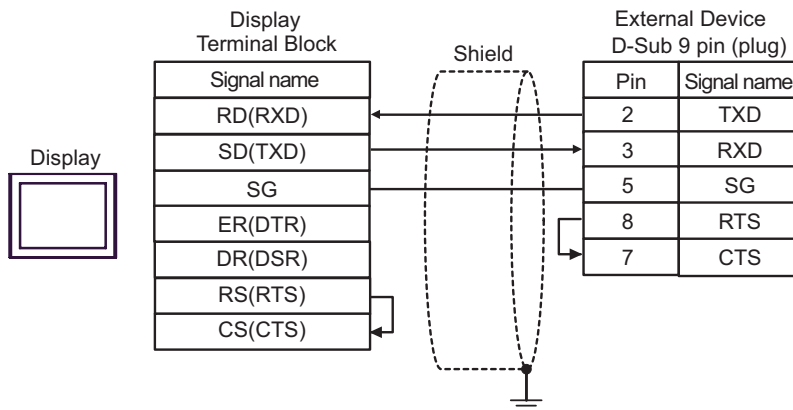 Display
Terminal Block
Shield
External Device
D-Sub 9 pin (plug)
Display
Signal name
RD(RXD)
SD(TXD)
SG
ER(DTR)
DR(DSR)
RS(RTS)
CS(CTS)
Pin Signal name
2 TXD
3 RXD
5 SG
8 RTS
7 CTS